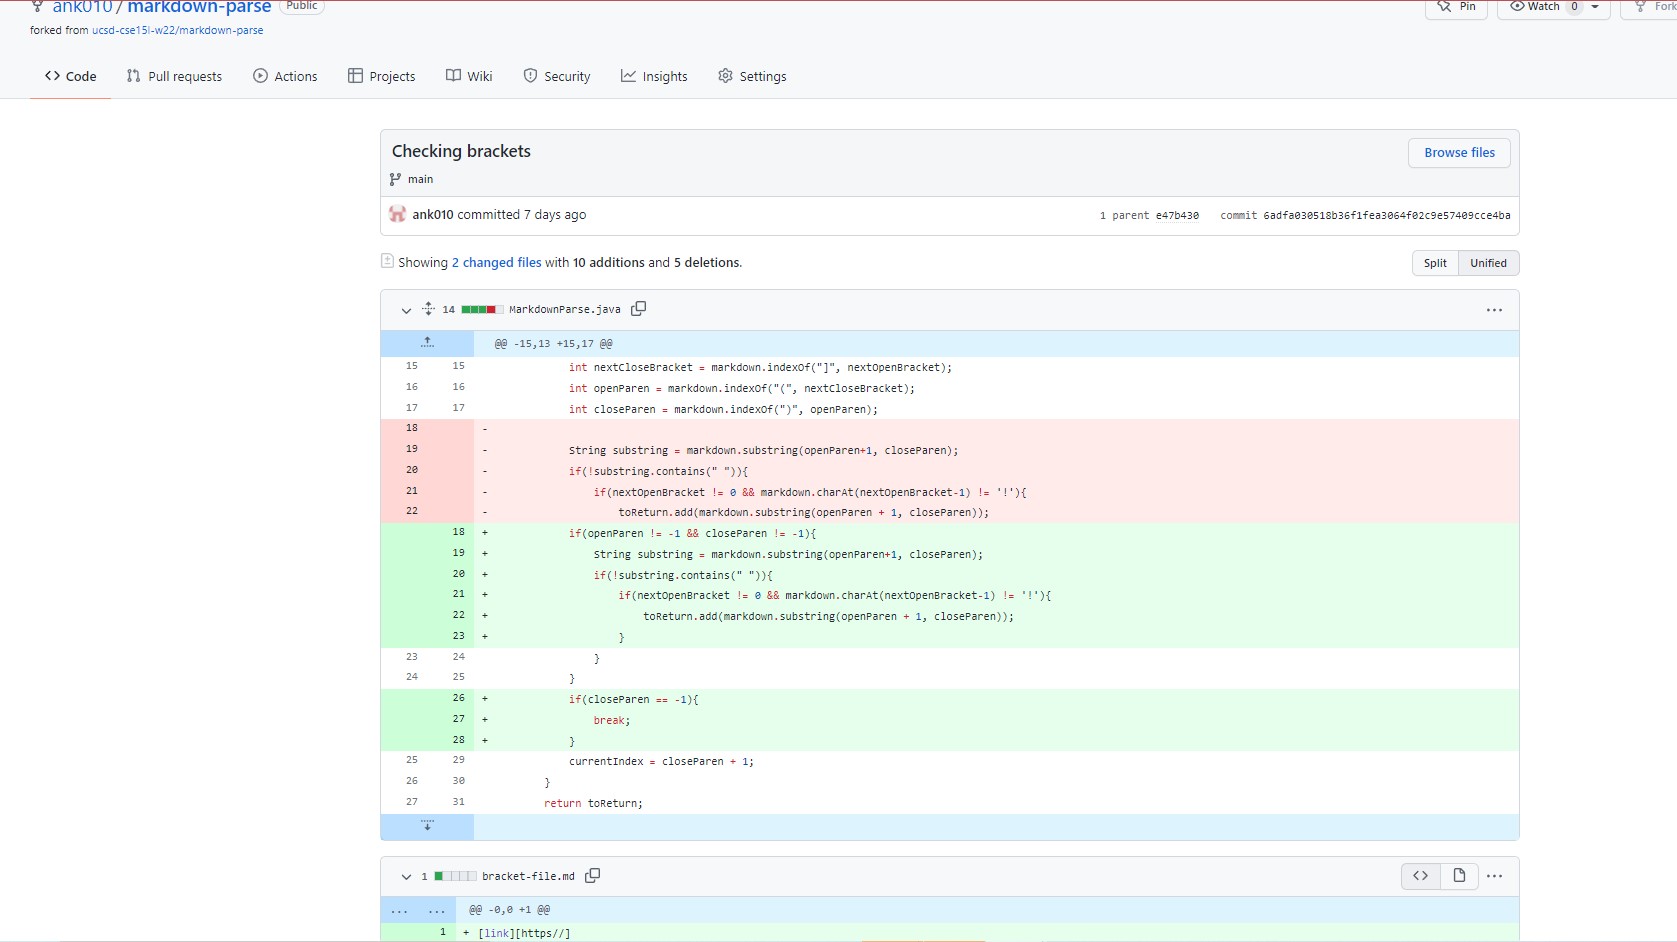 ank010 / markdown-parse Public
Pin Watch 0 Fork
forked from ucsd-cse15l-w22/markdown-parse
Code Pull requests Actions Projects Wiki Security Insights Settings
Checking brackets
Browse files
main
ank010 committed 7 days ago 1 parent e47b430 commit 6adfa030518b36f1fea3064f02c9e57409cce4ba
Showing 2 changed files with 10 additions and 5 deletions. Split Unified
14 MarkdownParse.java
@@ -15,13 +15,17 @@
15 15 int nextCloseBracket = markdown.indexOf("]", nextOpenBracket);
16 16 int openParen = markdown.indexOf("(", nextCloseBracket);
17 17 int closeParen = markdown.indexOf(")", openParen);
18 -
19 - String substring = markdown.substring(openParen+1, closeParen);
20 - if(!substring.contains(" ")){
21 - if(nextOpenBracket != 0 && markdown.charAt(nextOpenBracket-1) != '!'){
22 - toReturn.add(markdown.substring(openParen + 1, closeParen));
18 + if(openParen != -1 && closeParen != -1){
19 + String substring = markdown.substring(openParen+1, closeParen);
20 + if(!substring.contains(" ")){
21 + if(nextOpenBracket != 0 && markdown.charAt(nextOpenBracket-1) != '!'){
22 + toReturn.add(markdown.substring(openParen + 1, closeParen));
23 + }
23 24 }
24 25 }
26 + if(closeParen == -1){
27 + break;
28 + }
25 29 currentIndex = closeParen + 1;
26 30 }
27 31 return toReturn;
1 bracket-file.md
... ... @@ -0,0 +1 @@
1 + [link][https//]